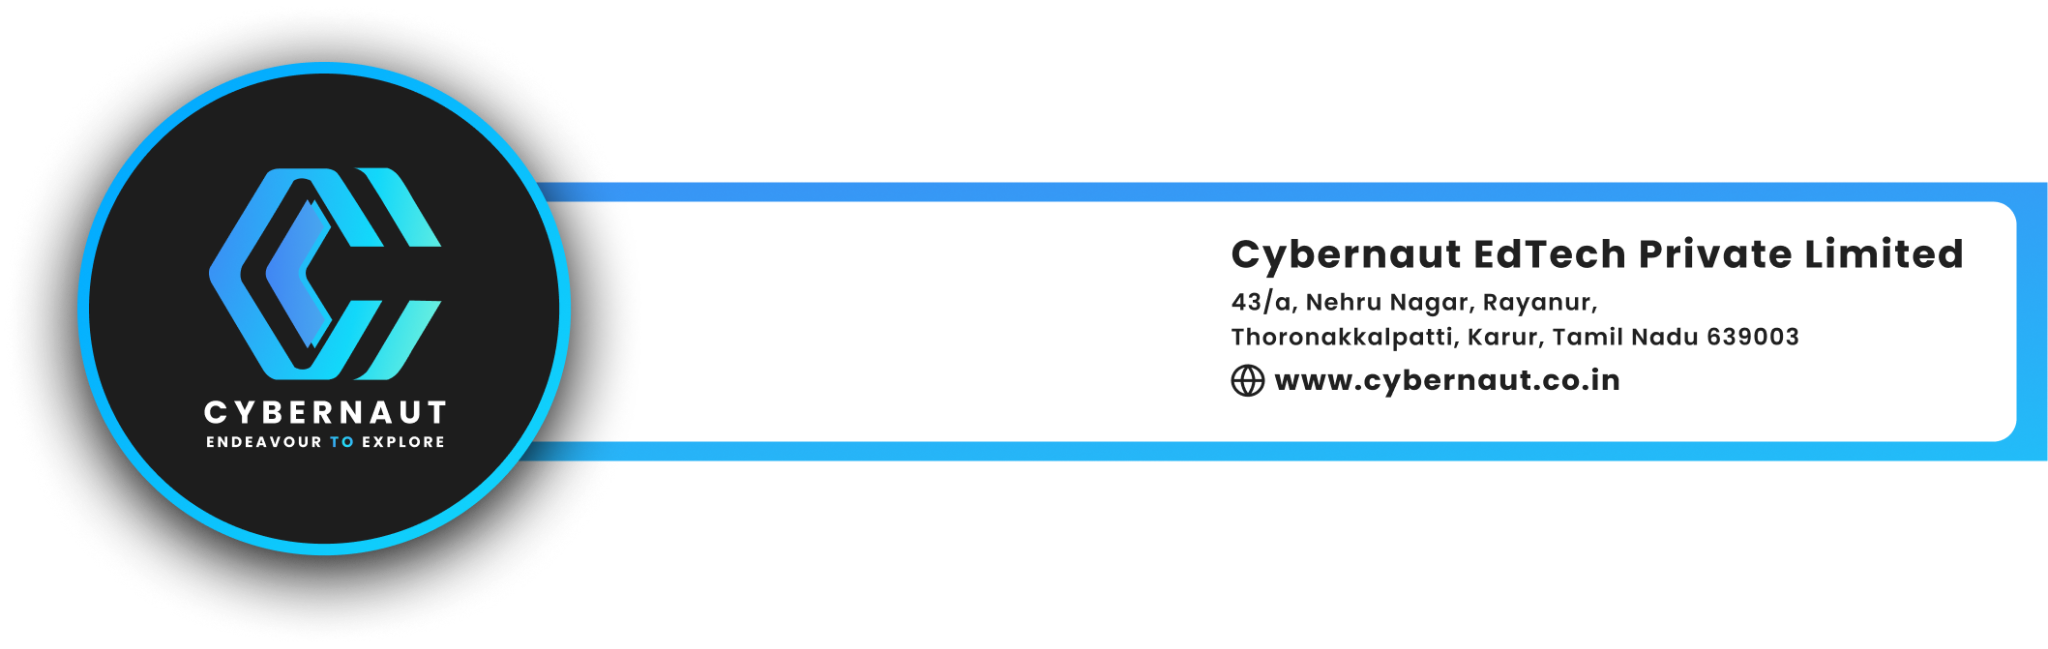 CYBERNAUT
ENDEAVOUR TO EXPLORE
Cybernaut EdTech Private Limited
43/a, Nehru Nagar, Rayanur,
Thoronakkalpatti, Karur, Tamil Nadu 639003
www.cybernaut.co.in